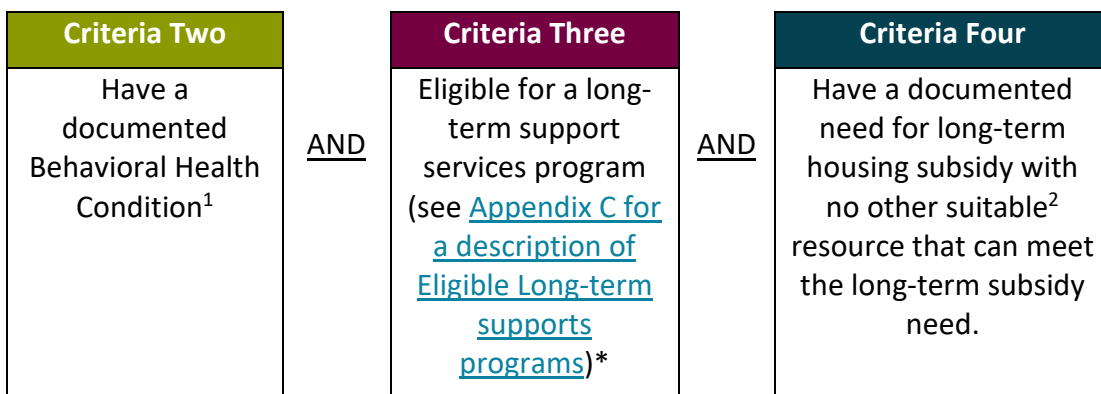 Criteria Two
Have a
documented
Behavioral Health
Condition1
AND
Criteria Three
Eligible for a long-
term support
services program
(see Appendix C for
a description of
Eligible Long-term
supports
programs)*
AND
Criteria Four
Have a documented
need for long-term
housing subsidy with
no other suitable2
resource that can meet
the long-term subsidy
need.